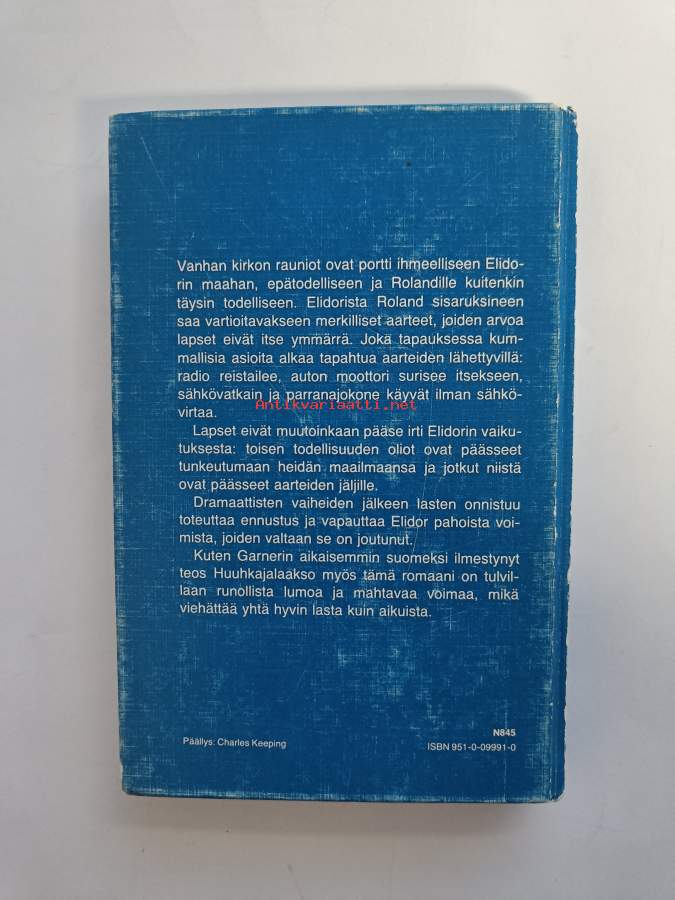 Vanhan kirkon rauniot ovat portti ihmeelliseen Elido-
rin maahan, epätodelliseen ja Rolandille kuitenkin
täysin todelliseen. Elidorista Roland sisaruksineen
saa vartioitavakseen merkilliset aarteet, joiden arvoa
lapset eivät itse ymmärrä. Joka tapauksessa kum-
mallisia asioita alkaa tapahtua aarteiden lähettyvillä:
radio reistailee, auton moottori surisee itsekseen,
sähkövatkain ja parranajokone käyvät ilman sähkö-
Antikvariaatti.net
virtaa.
Lapset eivät muutoinkaan pääse irti Elidorin vaiku-
tuksesta: toisen todellisuuden oliot ovat päässeet
tunkeutumaan heidän maailmaansa ja jotkut niistä
ovat päässeet aarteiden jäljille.
Dramaattisten vaiheiden jälkeen lasten onnistuu
toteuttaa ennustus ja vapauttaa Elidor pahoista voi-
mista, joiden valtaan se on joutunut.
Kuten Garnerin aikaisemmin suomeksi ilmestynyt
teos Huuhkajalaakso myös tämä romaani on tulvil-
laan runollista lumoa ja mahtavaa voimaa, mikä
viehättää yhtä hyvin lasta kuin aikuista.
N845
Päällys: Charles Keeping
ISBN 951-0-09991-0